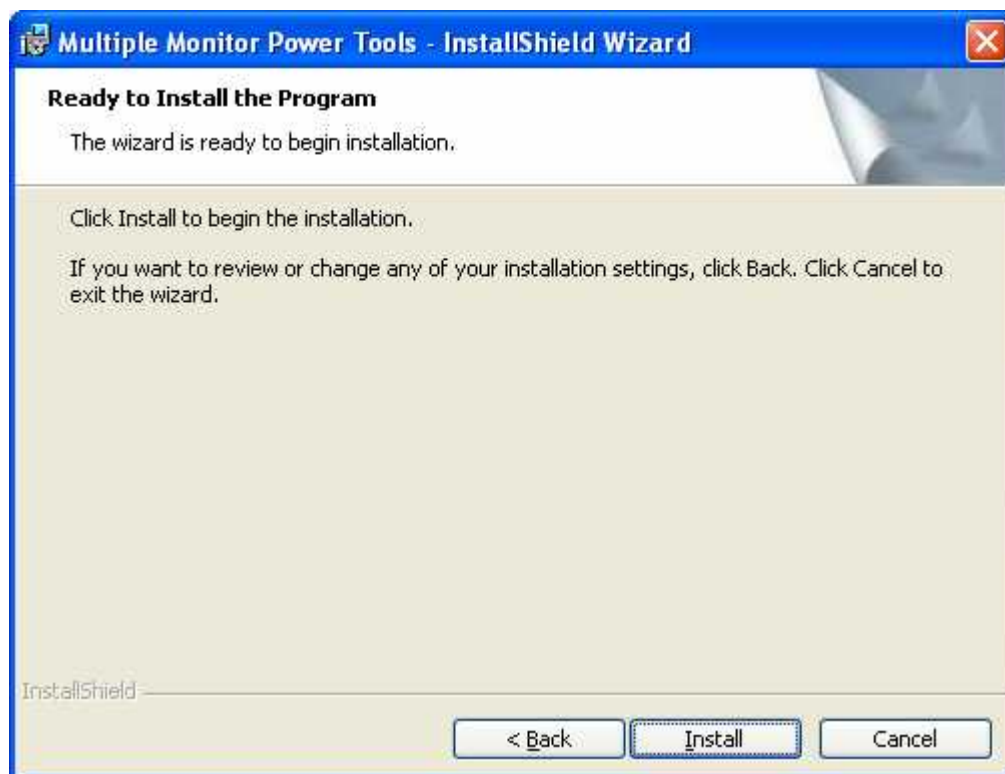 Multiple Monitor Power Tools - InstallShield Wizard
Ready to Install the Program
The wizard is ready to begin installation.
Click Install to begin the installation.
If you want to review or change any of your installation settings, click Back. Click Cancel to
exit the wizard.
InstallShield
< Back
Install
Cancel